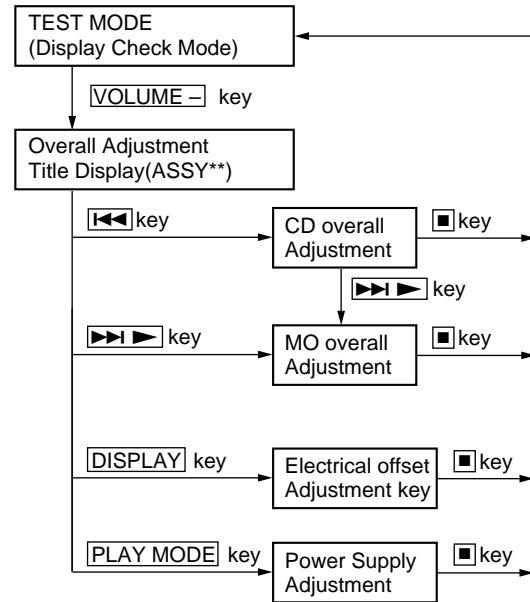 TEST MODE
(Display Check Mode)
VOLUME – key
Overall Adjustment
Title Display(ASSY**)
key
CD overall
Adjustment
key
key
key
MO overall
Adjustment
key
DISPLAY key
Electrical offset
Adjustment key
key
PLAY MODE key
Power Supply
Adjustment
key